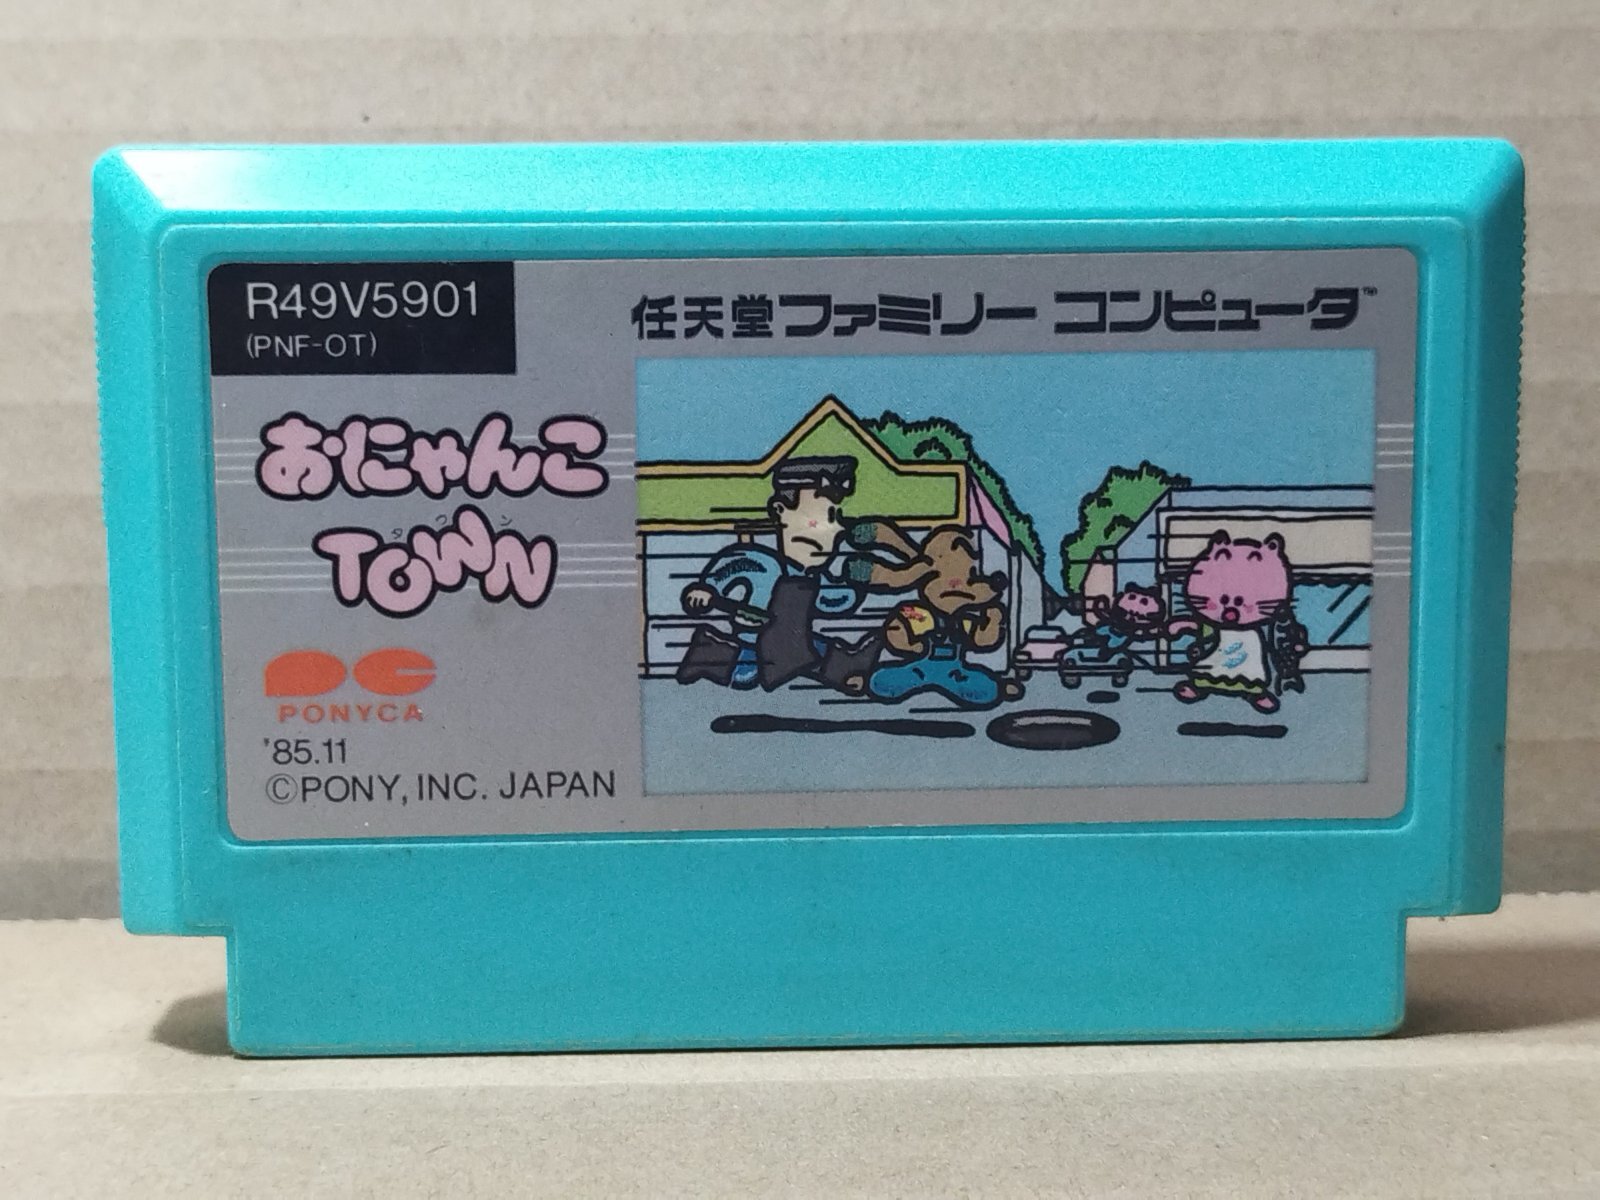 R49V5901
(PNF-OT)
任天堂ファミリー コンピュータ™
おにゃんこ
タウン
TOWN
PONYCA
'85.11
©PONY, INC. JAPAN